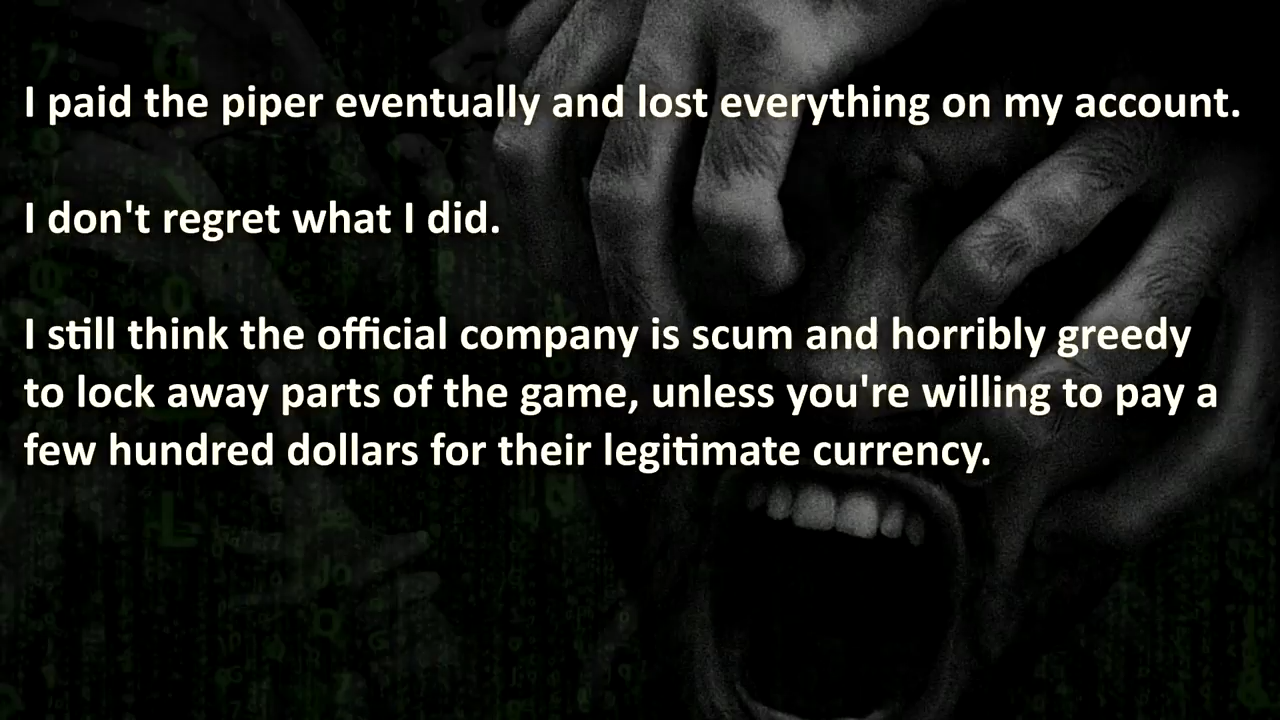 I paid the piper eventually and lost everything on my account.
I don't regret what I did.
I still think the official company is scum and horribly greedy
to lock away parts of the game, unless you're willing to pay a
few hundred dollars for their legitimate currency.